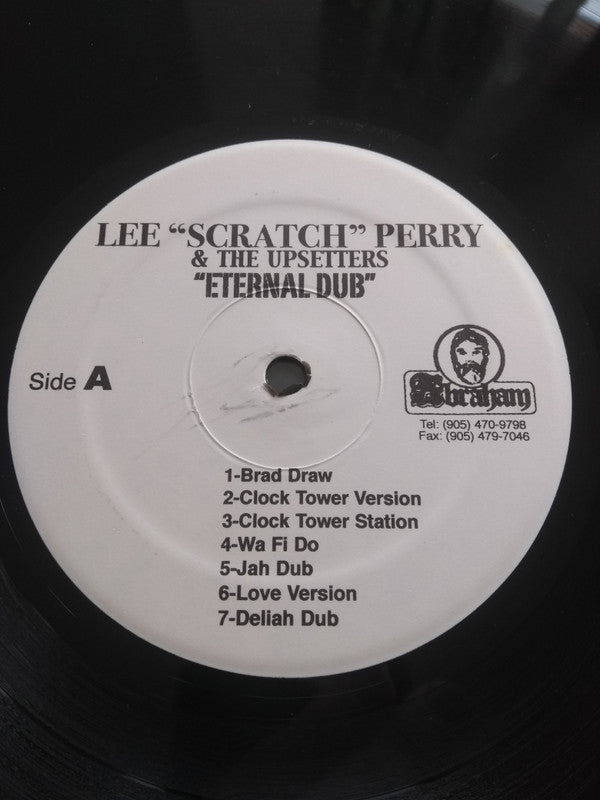 LEE “SCRATCH” PERRY
& THE UPSETTERS
“ETERNAL DUB”
Side A
Abraham
Tel: (905) 470-9798
Fax: (905) 479-7046
1-Brad Draw
2-Clock Tower Version
3-Clock Tower Station
4-Wa Fi Do
5-Jah Dub
6-Love Version
7-Deliah Dub